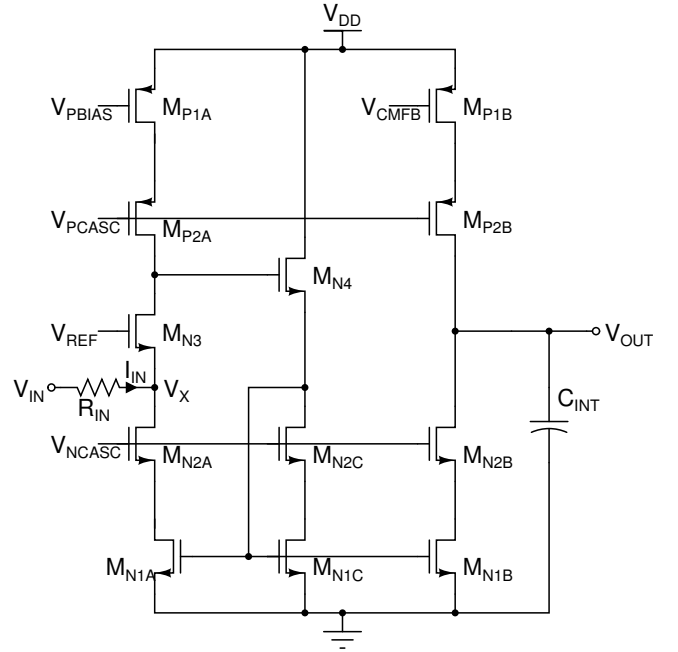 VDD
VPBIAS
MP1A
VCMFB
MP1B
VPCASC
MP2A
MP2B
MN4
VREF
MN3
VOUT
IIN
VIN
RIN
VX
CINT
VNCASC
MN2A
MN2C
MN2B
MN1A
MN1C
MN1B